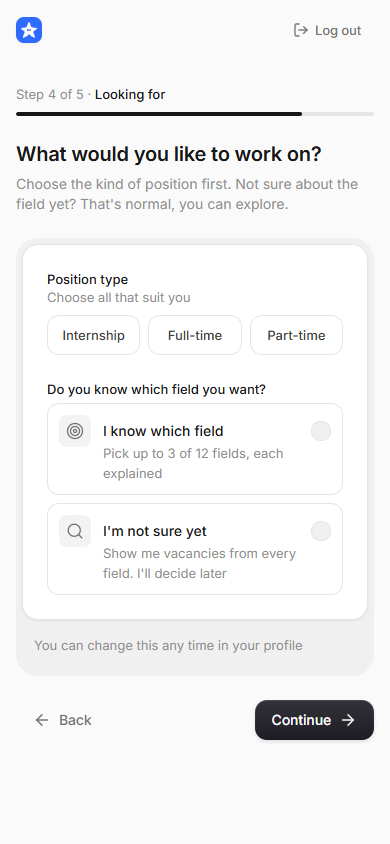 Log out
Step 4 of 5 · Looking for
What would you like to work on?
Choose the kind of position first. Not sure about the
field yet? That's normal, you can explore.
Position type
Choose all that suit you
Internship
Full-time
Part-time
Do you know which field you want?
I know which field
Pick up to 3 of 12 fields, each
explained
I'm not sure yet
Show me vacancies from every
field. I'll decide later
You can change this any time in your profile
Back
Continue